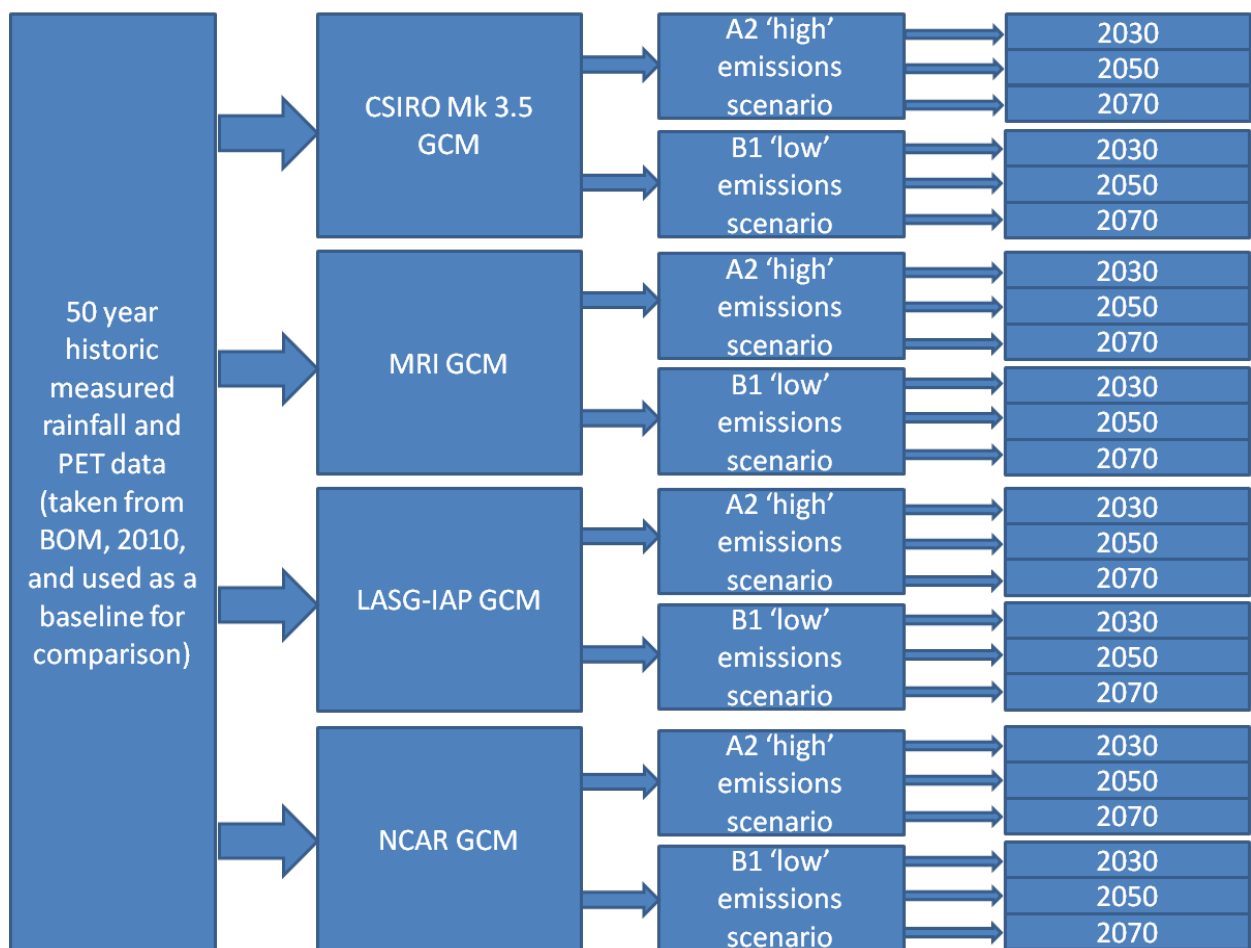 50 year
historic
measured
rainfall and
PET data
(taken from
BOM, 2010,
and used as a
baseline for
comparison)
CSIRO Mk 3.5
GCM
A2 ‘high’
emissions
scenario
2030
2050
2070
B1 ‘low’
emissions
scenario
2030
2050
2070
MRI GCM
A2 ‘high’
emissions
scenario
2030
2050
2070
B1 ‘low’
emissions
scenario
2030
2050
2070
LASG-IAP GCM
A2 ‘high’
emissions
scenario
2030
2050
2070
B1 ‘low’
emissions
scenario
2030
2050
2070
NCAR GCM
A2 ‘high’
emissions
scenario
2030
2050
2070
B1 ‘low’
emissions
scenario
2030
2050
2070